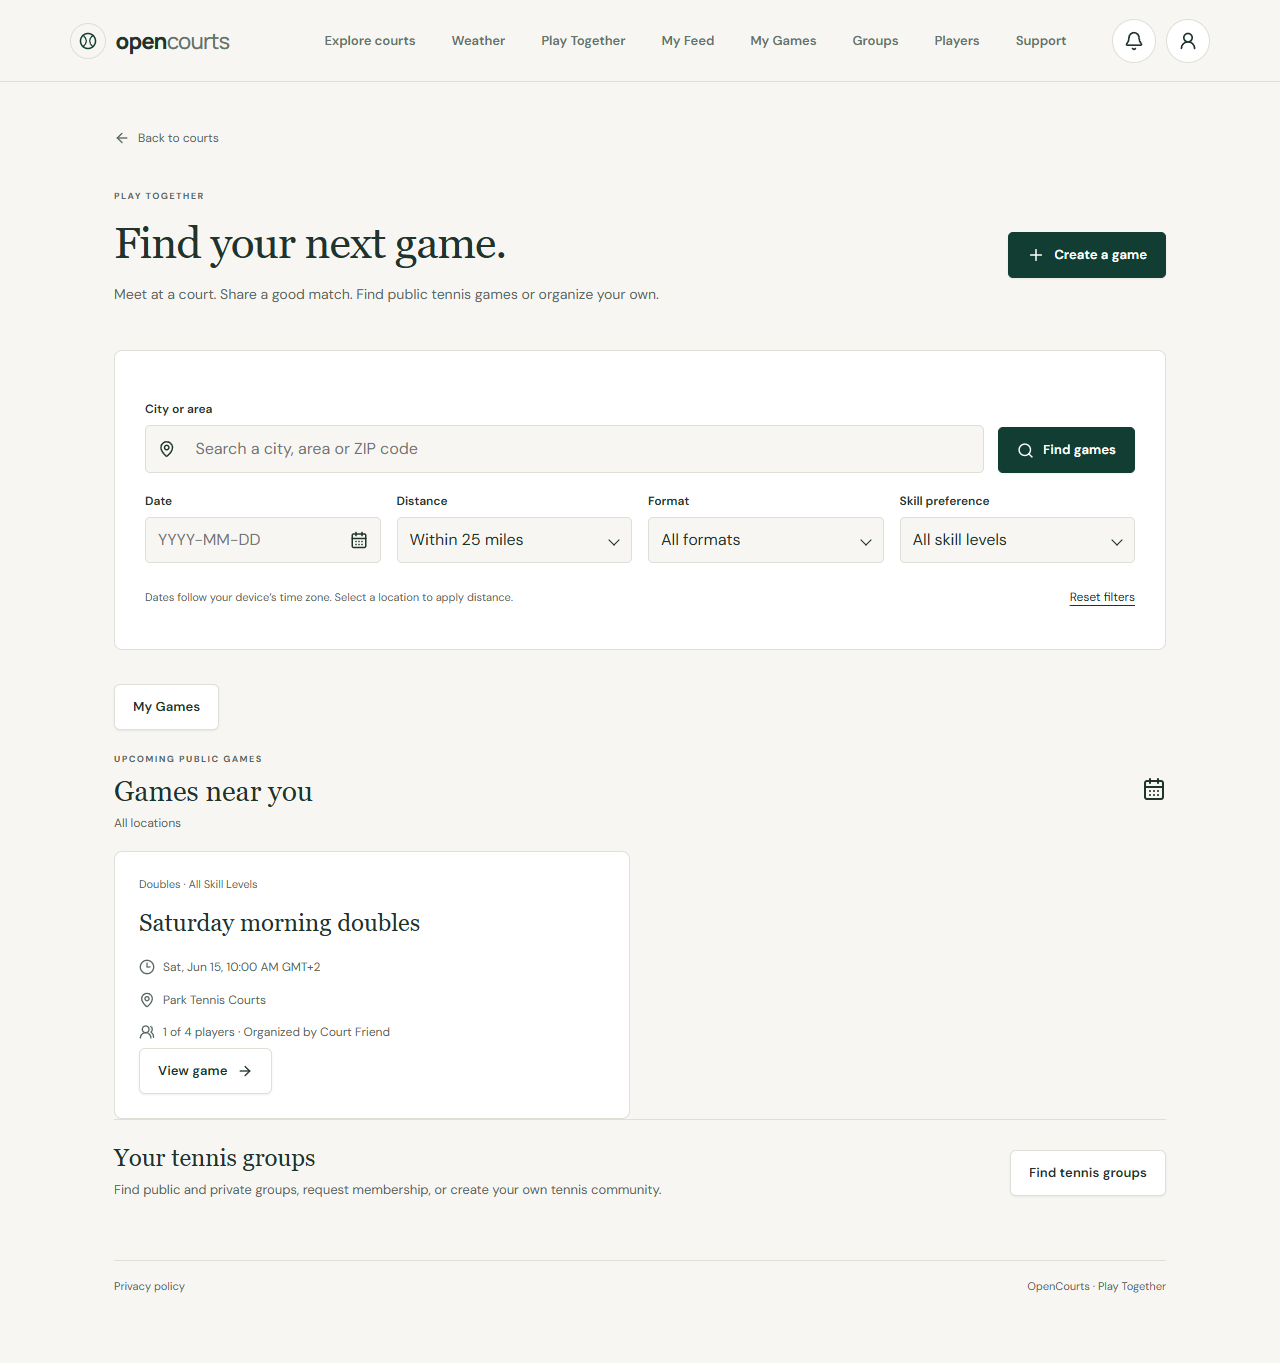 opencourts
Explore courts
Weather
Play Together
My Feed
My Games
Groups
Players
Support
Back to courts
PLAY TOGETHER
Find your next game.
Create a game
Meet at a court. Share a good match. Find public tennis games or organize your own.
City or area
Search a city, area or ZIP code
Find games
Date
Distance
Format
Skill preference
YYYY-MM-DD
Within 25 miles
All formats
All skill levels
Dates follow your device's time zone. Select a location to apply distance.
Reset filters
My Games
UPCOMING PUBLIC GAMES
Games near you
All locations
Doubles · All Skill Levels
Saturday morning doubles
Sat, Jun 15, 10:00 AM GMT+2
Park Tennis Courts
1 of 4 players · Organized by Court Friend
View game
Your tennis groups
Find public and private groups, request membership, or create your own tennis community.
Find tennis groups
Privacy policy
OpenCourts · Play Together